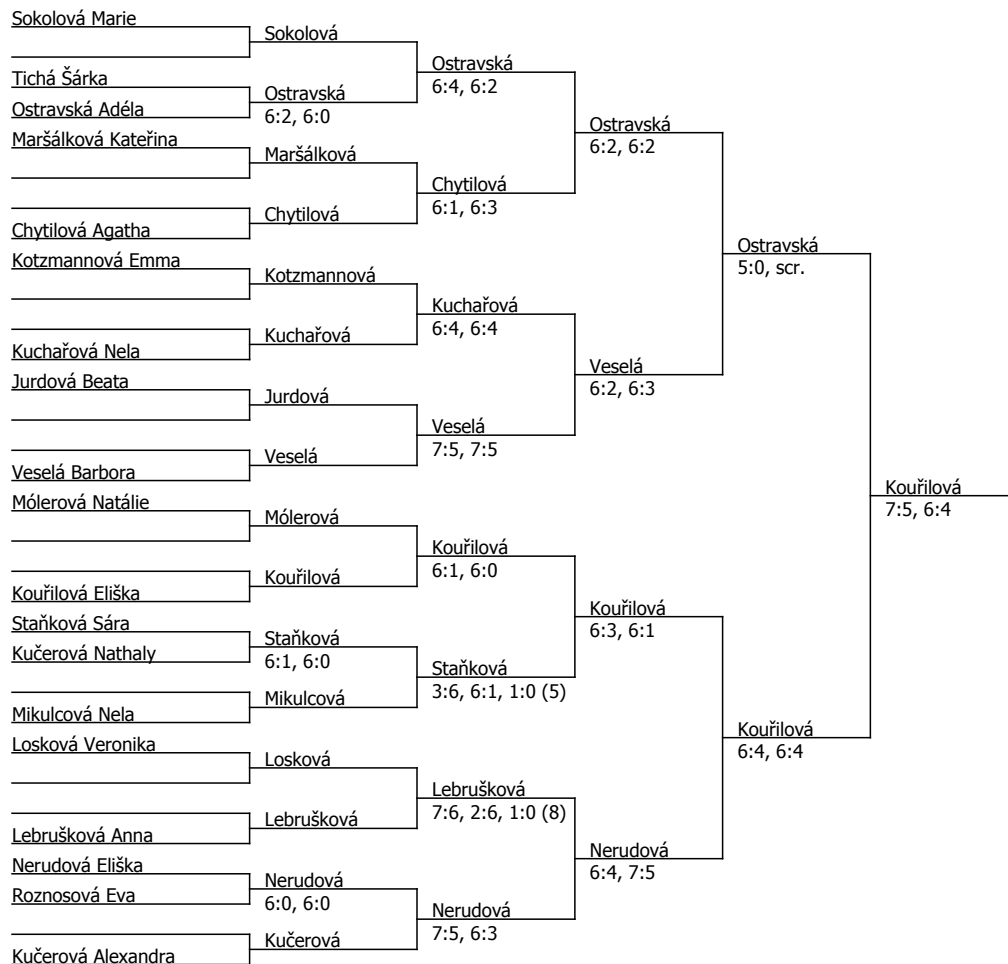 Sokolová Marie
Sokolová
Ostravská
6:4, 6:2
Tichá Šárka
Ostravská
6:2, 6:0
Ostravská Adéla
Ostravská
6:2, 6:2
Maršálková Kateřina
Maršálková
Chytilová
6:1, 6:3
Chytilová
Chytilová Agatha
Ostravská
5:0, scr.
Kotzmannová Emma
Kotzmannová
Kuchařová
6:4, 6:4
Kuchařová
Kuchařová Nela
Veselá
6:2, 6:3
Jurdová Beata
Jurdová
Veselá
7:5, 7:5
Veselá
Veselá Barbora
Kouřilová
7:5, 6:4
Mólerová Natálie
Mólerová
Kouřilová
6:1, 6:0
Kouřilová
Kouřilová Eliška
Kouřilová
6:3, 6:1
Staňková Sára
Staňková
6:1, 6:0
Kučerová Nathaly
Staňková
3:6, 6:1, 1:0 (5)
Mikulcová
Mikulcová Nela
Kouřilová
6:4, 6:4
Losková Veronika
Losková
Lebrušková
7:6, 2:6, 1:0 (8)
Lebrušková
Lebrušková Anna
Nerudová
6:4, 7:5
Nerudová Eliška
Nerudová
6:0, 6:0
Roznosová Eva
Nerudová
7:5, 6:3
Kučerová
Kučerová Alexandra